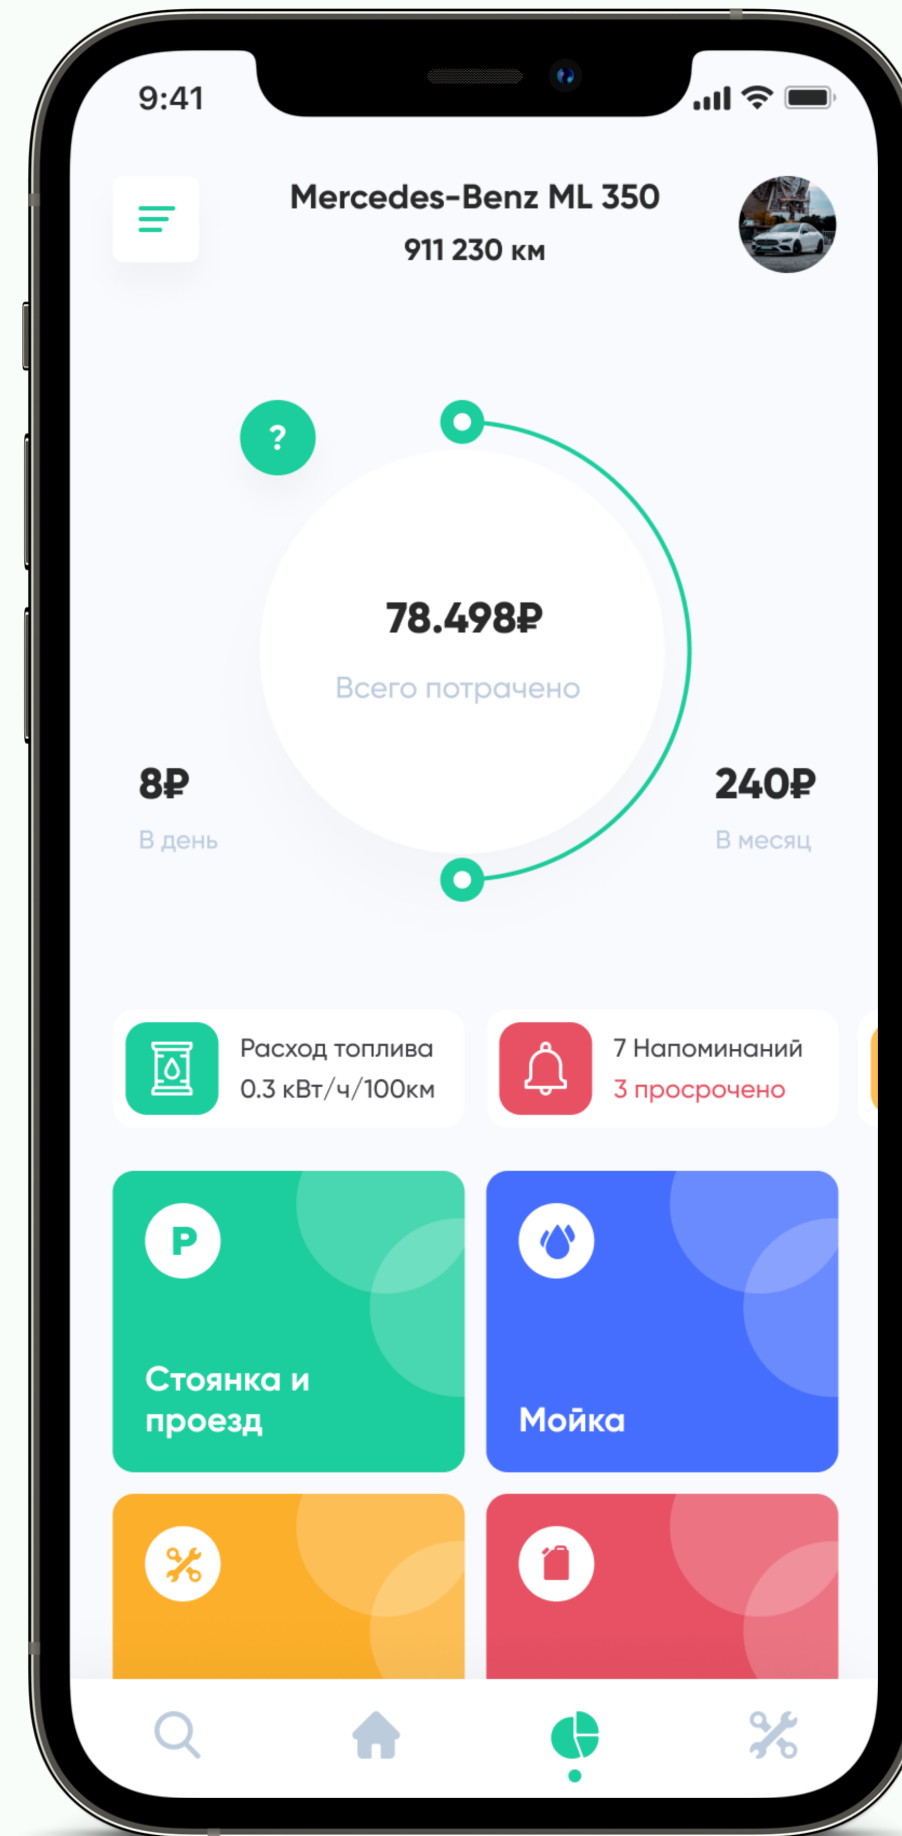 9:41
Mercedes-Benz ML 350
911 230 км
?
78.498₽
Всего потрачено
8₽
В день
240₽
В месяц
Расход топлива
0.3 кВт/ч/100км
7 Напоминаний
3 просрочено
P
Стоянка и
проезд
Мойка